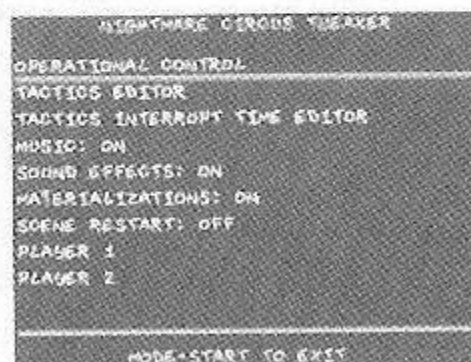 NIGHTMARE CIRCUS TWEAKER
OPERATIONAL CONTROL
TACTICS EDITOR
TACTICS INTERRUPT TIME EDITOR
MUSIC: ON
SOUND EFFECTS: ON
MATERIALIZATIONS: ON
SCENE RESTART: OFF
PLAYER 1
PLAYER 2
MODE+START TO EXIT